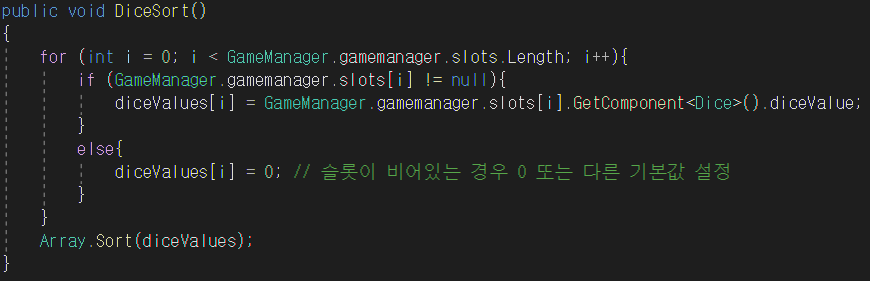 public void DiceSort()
{
    for (int i = 0; i < GameManager.gamemanager.slots.Length; i++){
        if (GameManager.gamemanager.slots[i] != null){
            diceValues[i] = GameManager.gamemanager.slots[i].GetComponent<Dice>().diceValue;
        }
        else{
            diceValues[i] = 0; // 슬롯이 비어있는 경우 0 또는 다른 기본값 설정
        }
    }
    Array.Sort(diceValues);
}